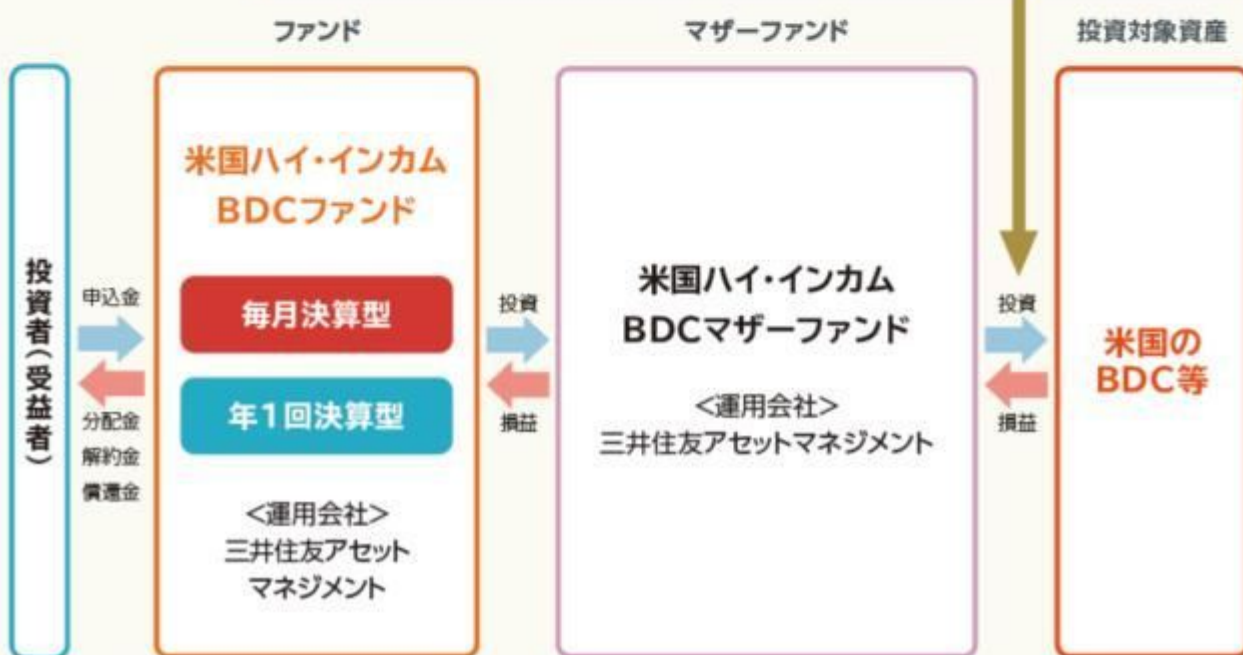 ファンド
マザーファンド
投資対象資産
投資者(受益者)
申込金
分配金
解約金
償還金
米国ハイ・インカム
BDCファンド
毎月決算型
年1回決算型
<運用会社>
三井住友アセット
マネジメント
投資
損益
米国ハイ・インカム
BDCマザーファンド
<運用会社>
三井住友アセットマネジメント
投資
損益
米国の
BDC等